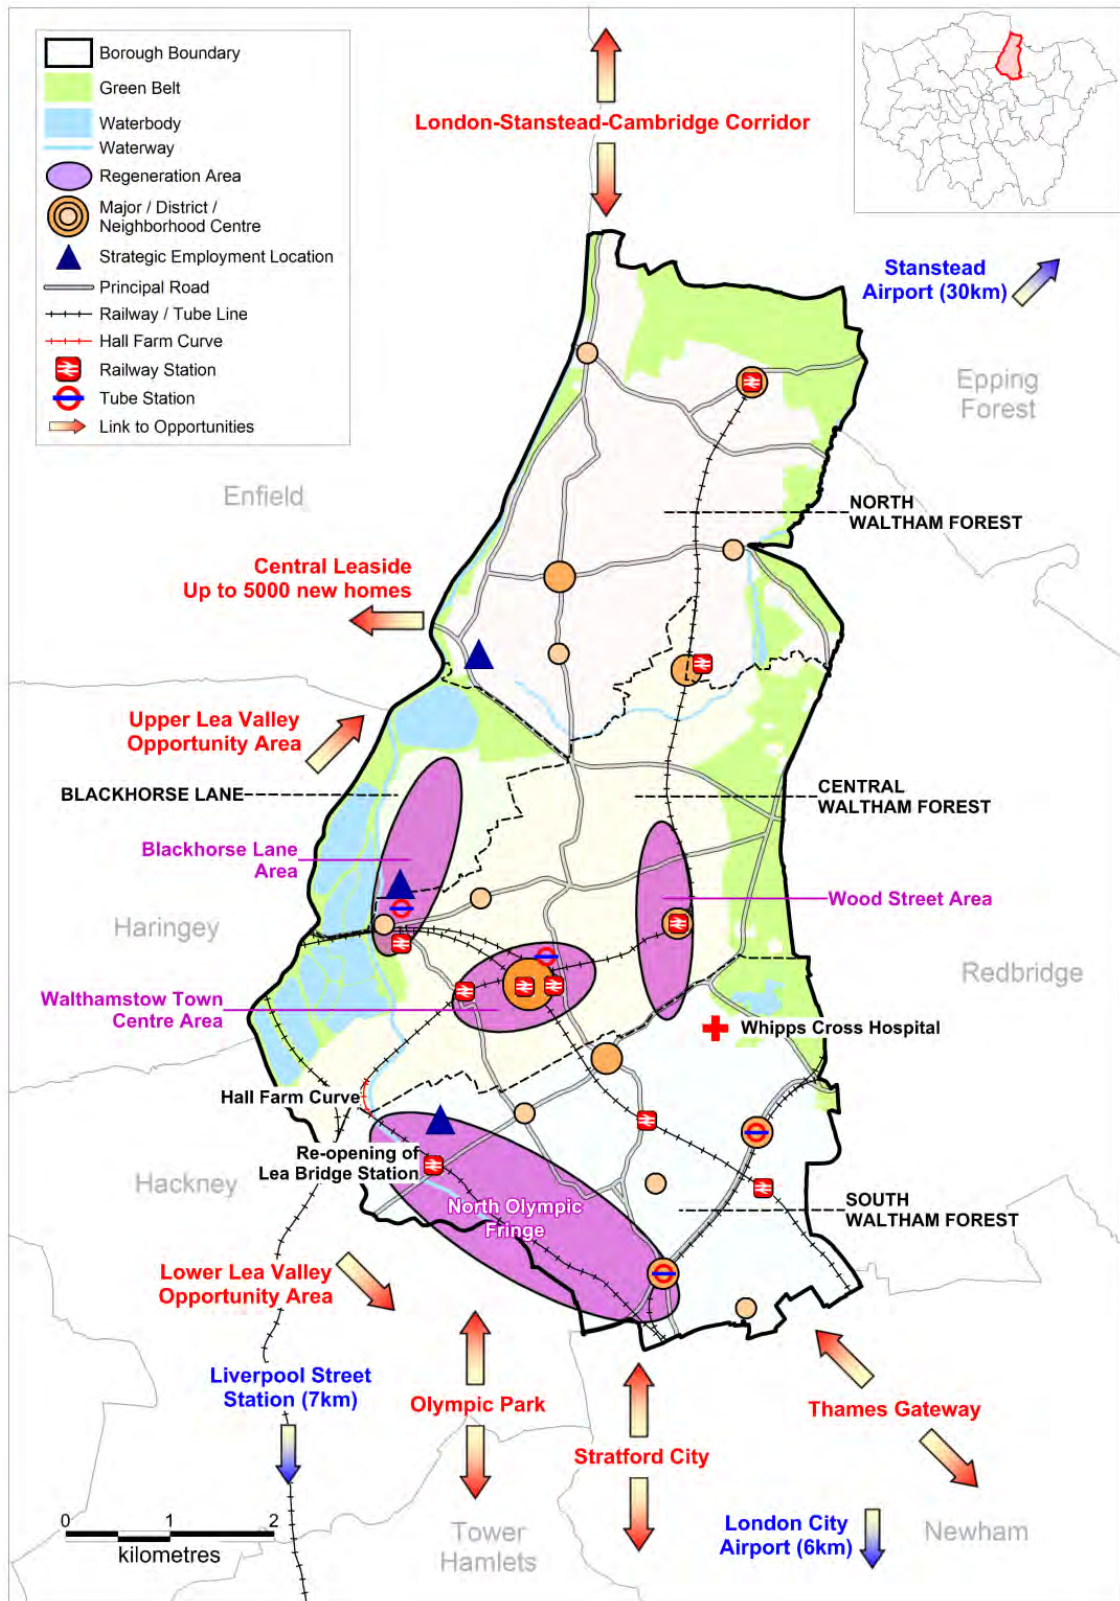 Borough Boundary
Green Belt
Waterbody
Waterway
Regeneration Area
Major / District /
Neighborhood Centre
Strategic Employment Location
Principal Road
Railway / Tube Line
Hall Farm Curve
Railway Station
Tube Station
Link to Opportunities
London-Stanstead-Cambridge Corridor
Stanstead
Airport (30km)
Epping
Forest
Enfield
NORTH
WALTHAM FOREST
Central Leaside
Up to 5000 new homes
Upper Lea Valley
Opportunity Area
BLACKHORSE LANE
CENTRAL
WALTHAM FOREST
Blackhorse Lane
Area
Wood Street Area
Haringey
Redbridge
Walthamstow Town
Centre Area
Whipps Cross Hospital
Hall Farm Curve
Re-opening of
Lea Bridge Station
Hackney
North Olympic
Fringe
SOUTH
WALTHAM FOREST
Lower Lea Valley
Opportunity Area
Liverpool Street
Station (7km)
Olympic Park
Thames Gateway
Stratford City
0 1 2
kilometres
Tower
Hamlets
London City
Airport (6km)
Newham